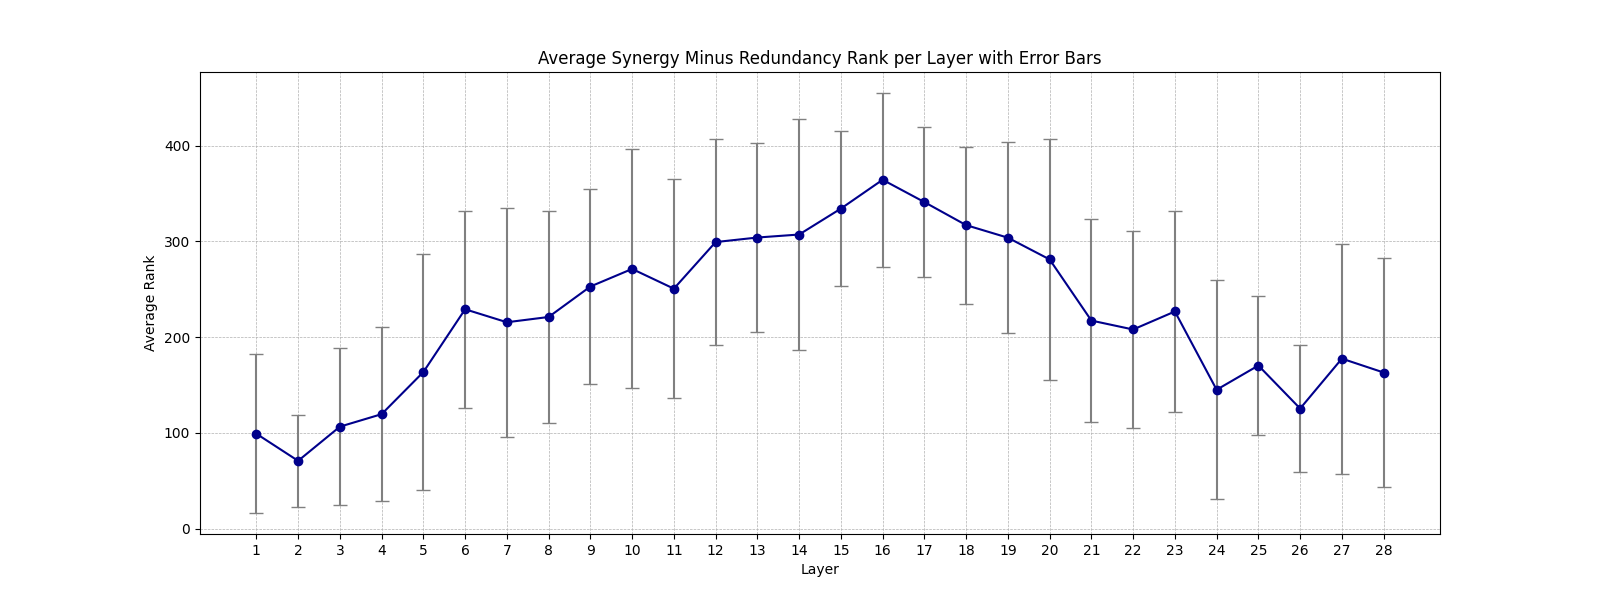 Average Synergy Minus Redundancy Rank per Layer with Error Bars
Average Rank
400
300
200
100
0
1 2 3 4 5 6 7 8 9 10 11 12 13 14 15 16 17 18 19 20 21 22 23 24 25 26 27 28
Layer